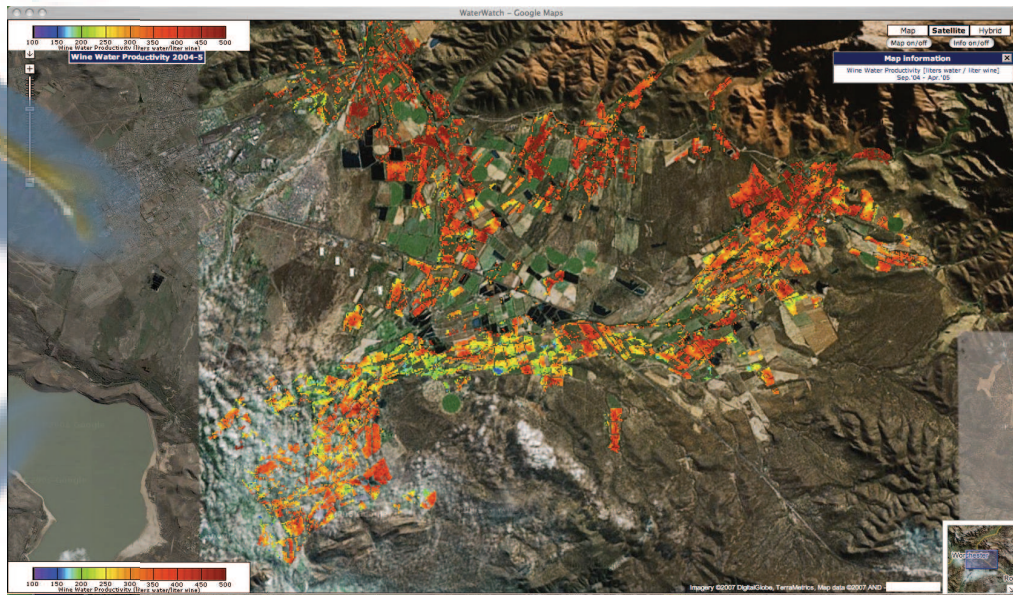 WaterWatch - Google Maps
100 150 200 250 300 350 400 450 500
Wine Water Productivity (liters water/liter wine)
Wine Water Productivity 2004-5
Map Satellite Hybrid
Map on/off Info on/off
Map Information X
Wine Water Productivity [liters water / liter wine]
Sep.'04 - Apr.'05
100 150 200 250 300 350 400 450 500
Wine Water Productivity (liters water/liter wine)
Worchester
Ro
Imagery ©2007 DigitalGlobe, TerraMetrics, Map data ©2007 AND -